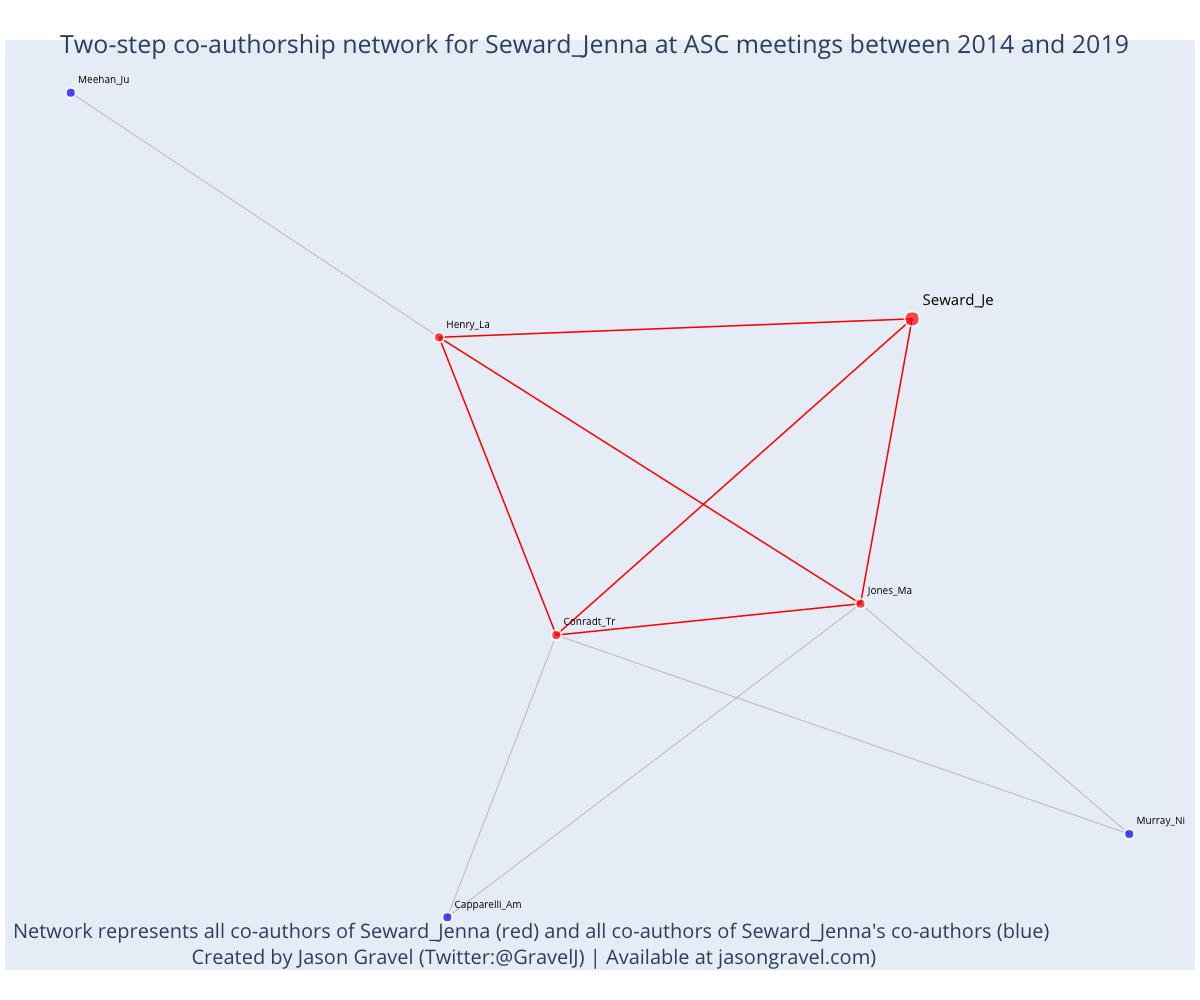 Two-step co-authorship network for Seward_Jenna at ASC meetings between 2014 and 2019
Meehan_Ju
Seward_Je
Henry_La
Jones_Ma
Conradt_Tr
Murray_Ni
Capparelli_Am
Network represents all co-authors of Seward_Jenna (red) and all co-authors of Seward_Jenna's co-authors (blue)
Created by Jason Gravel (Twitter:@GravelJ) | Available at jasongravel.com)